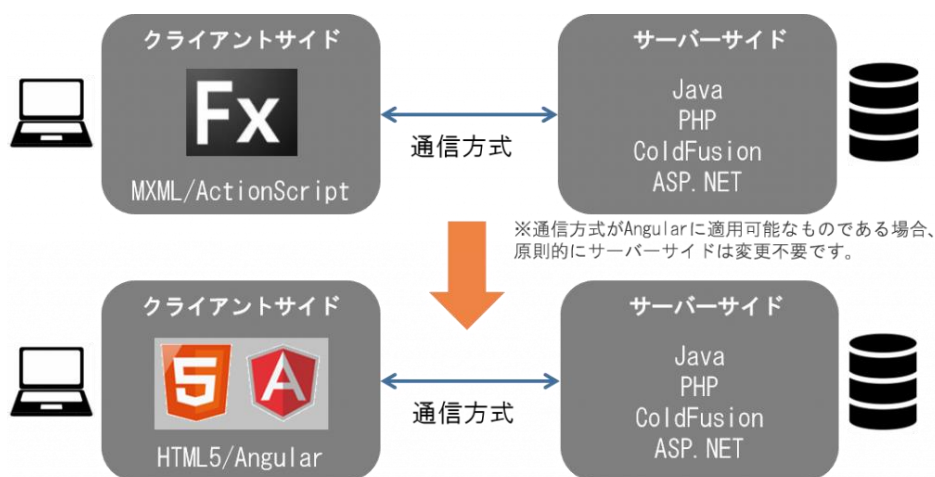 クライアントサイド
Fx
MXML/ActionScript
通信方式
サーバーサイド
Java
PHP
ColdFusion
ASP.NET
※通信方式がAngularに適用可能なものである場合、
原則的にサーバーサイドは変更不要です。
クライアントサイド
5 A
HTML5/Angular
通信方式
サーバーサイド
Java
PHP
ColdFusion
ASP.NET